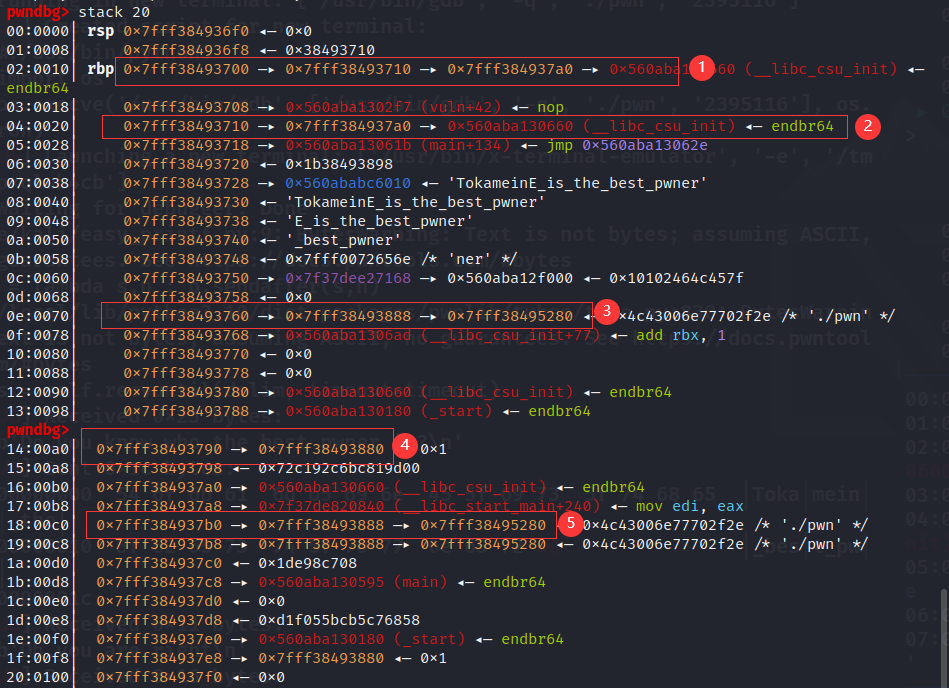 pwndbg> stack 20
00:0000│ rsp 0×7fff384936f0 ◂— 0×0
01:0008│ 0×7fff384936f8 ◂— 0×38493710
02:0010│ rbp 0×7fff38493700 —▸ 0×7fff38493710 —▸ 0×7fff384937a0 —▸ 0×560aba130660 (__libc_csu_init) ◂— 1
endbr64
03:0018│ 0×7fff38493708 —▸ 0×560aba1302f7 (vuln+42) ◂— nop
04:0020│ 0×7fff38493710 —▸ 0×7fff384937a0 —▸ 0×560aba130660 (__libc_csu_init) ◂— endbr64 2
05:0028│ 0×7fff38493718 —▸ 0×560aba13061b (main+134) ◂— jmp 0×560aba13062e
06:0030│ 0×7fff38493720 ◂— 0×1b38493898
07:0038│ 0×7fff38493728 —▸ 0×560ababc6010 ◂— 'TokameinE_is_the_best_pwner'
08:0040│ 0×7fff38493730 ◂— 'TokameinE_is_the_best_pwner'
09:0048│ 0×7fff38493738 ◂— 'E_is_the_best_pwner'
0a:0050│ 0×7fff38493740 ◂— '_best_pwner'
0b:0058│ 0×7fff38493748 ◂— 0×7fff0072656e /* 'ner' */
0c:0060│ 0×7fff38493750 —▸ 0×7f37dee27168 —▸ 0×560aba12f000 ◂— 0×10102464c457f
0d:0068│ 0×7fff38493758 ◂— 0×0
0e:0070│ 0×7fff38493760 —▸ 0×7fff38493888 —▸ 0×7fff38495280 ◂— 3 0×4c43006e77702f2e /* './pwn' */
0f:0078│ 0×7fff38493768 —▸ 0×560aba1306ad (__libc_csu_init+77) ◂— add rbx, 1
10:0080│ 0×7fff38493770 ◂— 0×0
11:0088│ 0×7fff38493778 ◂— 0×0
12:0090│ 0×7fff38493780 —▸ 0×560aba130660 (__libc_csu_init) ◂— endbr64
13:0098│ 0×7fff38493788 —▸ 0×560aba130180 (_start) ◂— endbr64
pwndbg>
14:00a0│ 0×7fff38493790 —▸ 0×7fff38493880 4 0×1
15:00a8│ 0×7fff38493798 ◂— 0×72c192c6bc819d00
16:00b0│ 0×7fff384937a0 —▸ 0×560aba130660 (__libc_csu_init) ◂— endbr64
17:00b8│ 0×7fff384937a8 —▸ 0×7f37de820840 (__libc_start_main+240) ◂— mov edi, eax
18:00c0│ 0×7fff384937b0 —▸ 0×7fff38493888 —▸ 0×7fff38495280 5 0×4c43006e77702f2e /* './pwn' */
19:00c8│ 0×7fff384937b8 —▸ 0×7fff38493888 —▸ 0×7fff38495280 ◂— 0×4c43006e77702f2e /* './pwn' */
1a:00d0│ 0×7fff384937c0 ◂— 0×1de98c708
1b:00d8│ 0×7fff384937c8 —▸ 0×560aba130595 (main) ◂— endbr64
1c:00e0│ 0×7fff384937d0 ◂— 0×0
1d:00e8│ 0×7fff384937d8 ◂— 0×d1f055bcb5c76858
1e:00f0│ 0×7fff384937e0 —▸ 0×560aba130180 (_start) ◂— endbr64
1f:00f8│ 0×7fff384937e8 —▸ 0×7fff38493880 ◂— 0×1
20:0100│ 0×7fff384937f0 ◂— 0×0